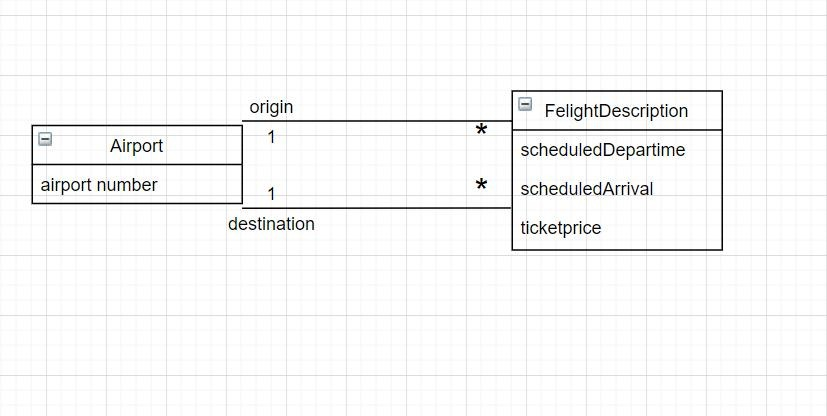 origin
FelightDescription
1
*
Airport
scheduledDepartime
airport number
scheduledArrival
1
*
destination
ticketprice